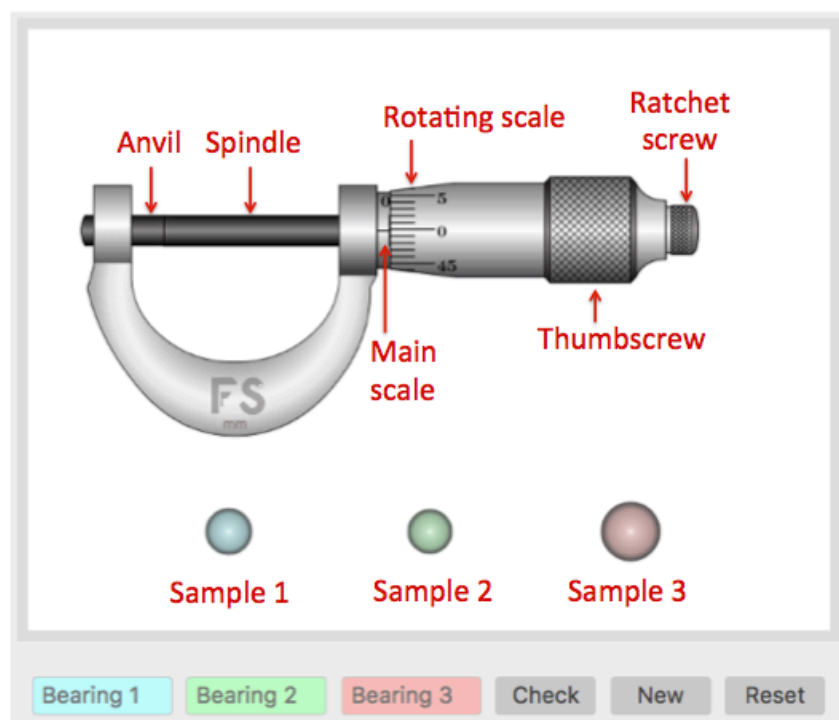 Ratchet
screw
Rotating scale
Anvil Spindle
0
5
0
45
Main
scale
Thumbscrew
FS
mm
Sample 1 Sample 2 Sample 3
Bearing 1 Bearing 2 Bearing 3 Check New Reset